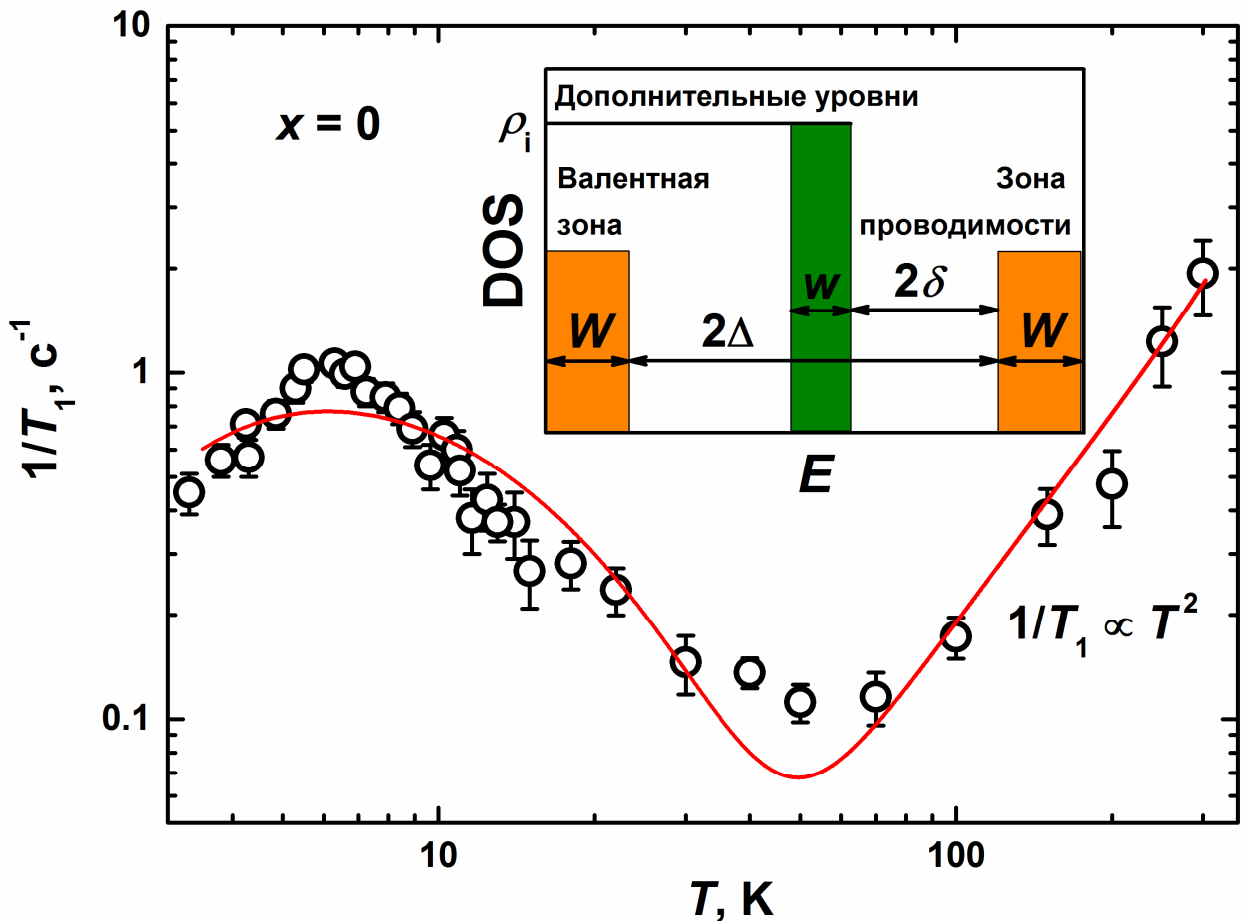 10
x = 0
Дополнительные уровни
ρi
Валентная
Зона
зона
проводимости
DOS
w
2δ
W
2Δ
W
E
1
1/T1, c-1
1/T1 ∝ T2
0.1
10
100
T, K